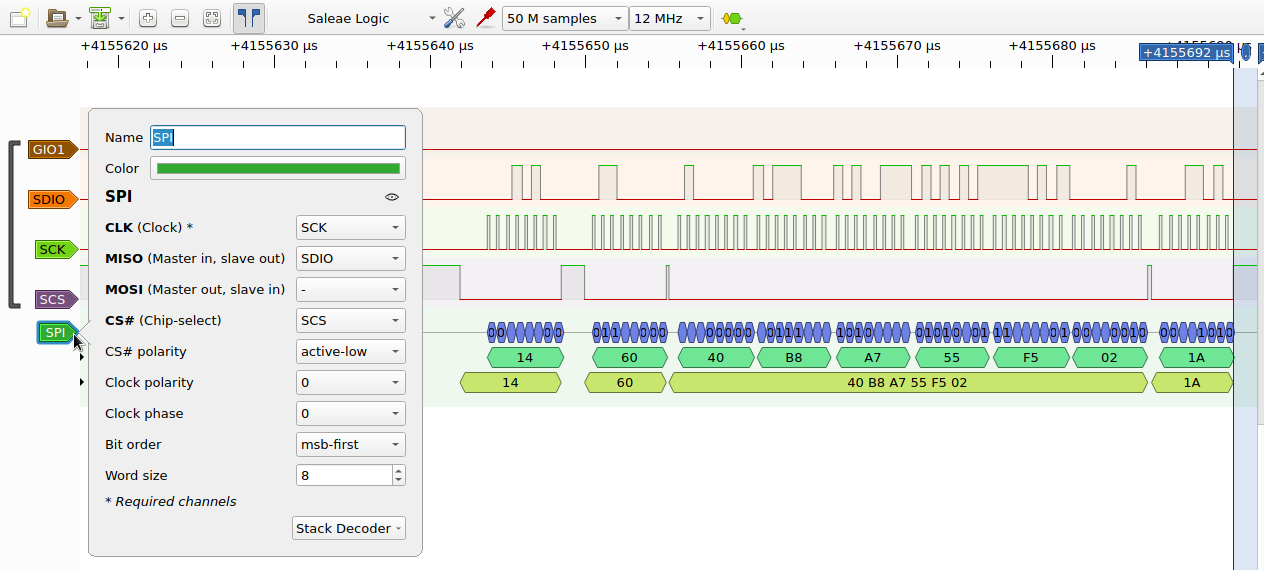 Saleae Logic 50 M samples 12 MHz
+4155620 µs +4155630 µs +4155640 µs +4155650 µs +4155660 µs +4155670 µs +4155680 µs +4155692 µs
Name SPI
GIO1
Color
SPI
SDIO
CLK (Clock) * SCK
SCK
MISO (Master in, slave out) SDIO
MOSI (Master out, slave in) -
SCS
CS# (Chip-select) SCS
SPI
CS# polarity active-low
14 60 40 B8 A7 55 F5 02 1A
Clock polarity 0
14 60 40 B8 A7 55 F5 02 1A
Clock phase 0
Bit order msb-first
Word size 8
* Required channels
Stack Decoder